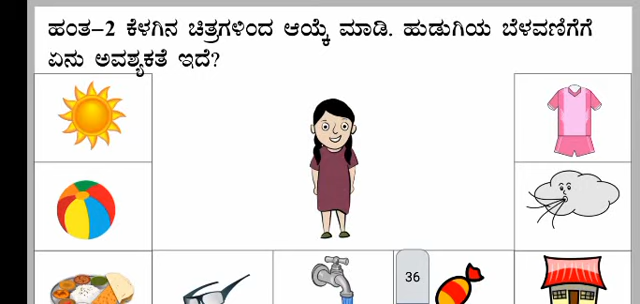 ಹಂತ–2 ಕೆಳಗಿನ ಚಿತ್ರಗಳಿಂದ ಆಯ್ಕೆ ಮಾಡಿ. ಹುಡುಗಿಯ ಬೆಳವಣಿಗೆಗೆ
ಏನು ಅವಶ್ಯಕತೆ ಇದೆ?
36